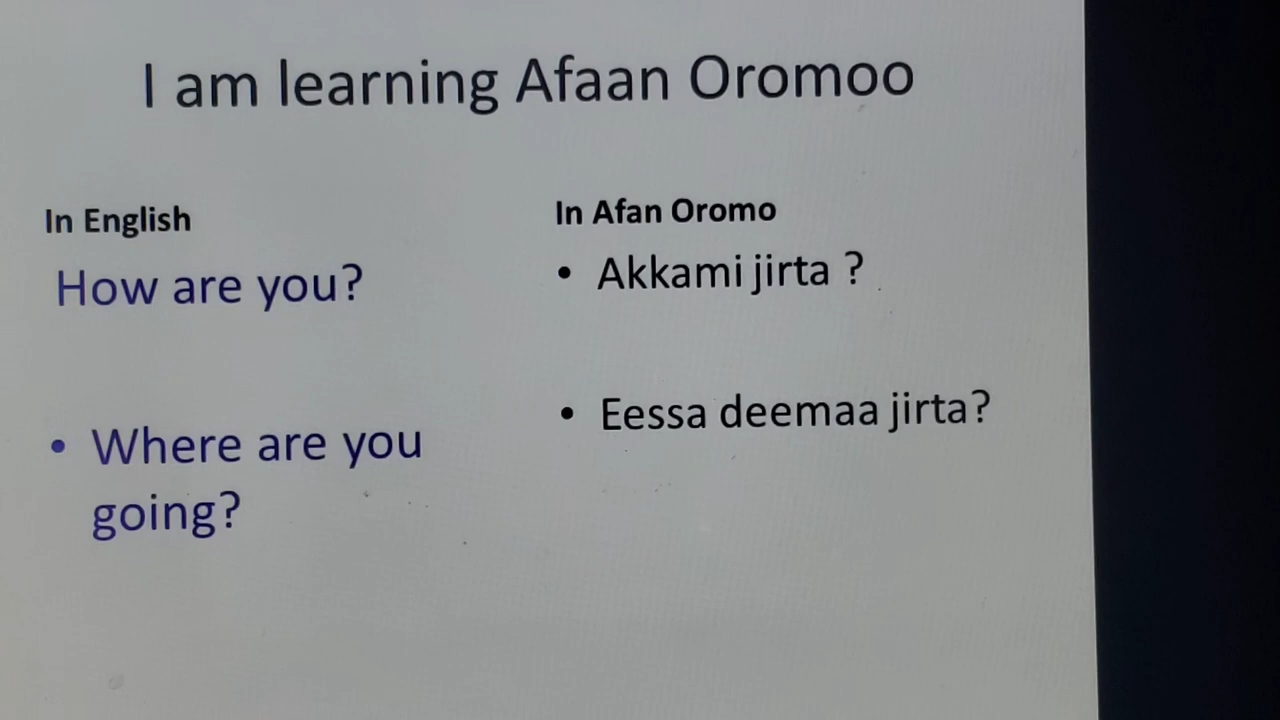 I am learning Afaan Oromoo
In English
How are you?
• Where are you
going?
In Afan Oromo
• Akkami jirta ?
• Eessa deemaa jirta?